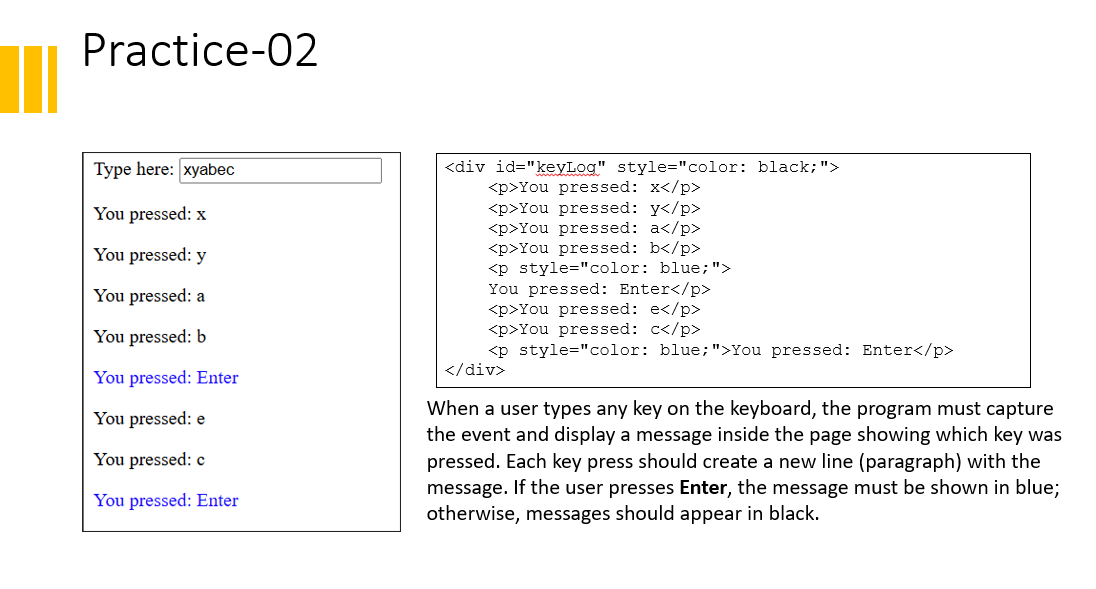 Practice-02
Type here: xyabec
You pressed: x
You pressed: y
You pressed: a
You pressed: b
You pressed: Enter
You pressed: e
You pressed: c
You pressed: Enter
<div id="keyLog" style="color: black;">
<p>You pressed: x</p>
<p>You pressed: y</p>
<p>You pressed: a</p>
<p>You pressed: b</p>
<p style="color: blue;">
You pressed: Enter</p>
<p>You pressed: e</p>
<p>You pressed: c</p>
<p style="color: blue;">You pressed: Enter</p>
</div>
When a user types any key on the keyboard, the program must capture
the event and display a message inside the page showing which key was
pressed. Each key press should create a new line (paragraph) with the
message. If the user presses Enter, the message must be shown in blue;
otherwise, messages should appear in black.